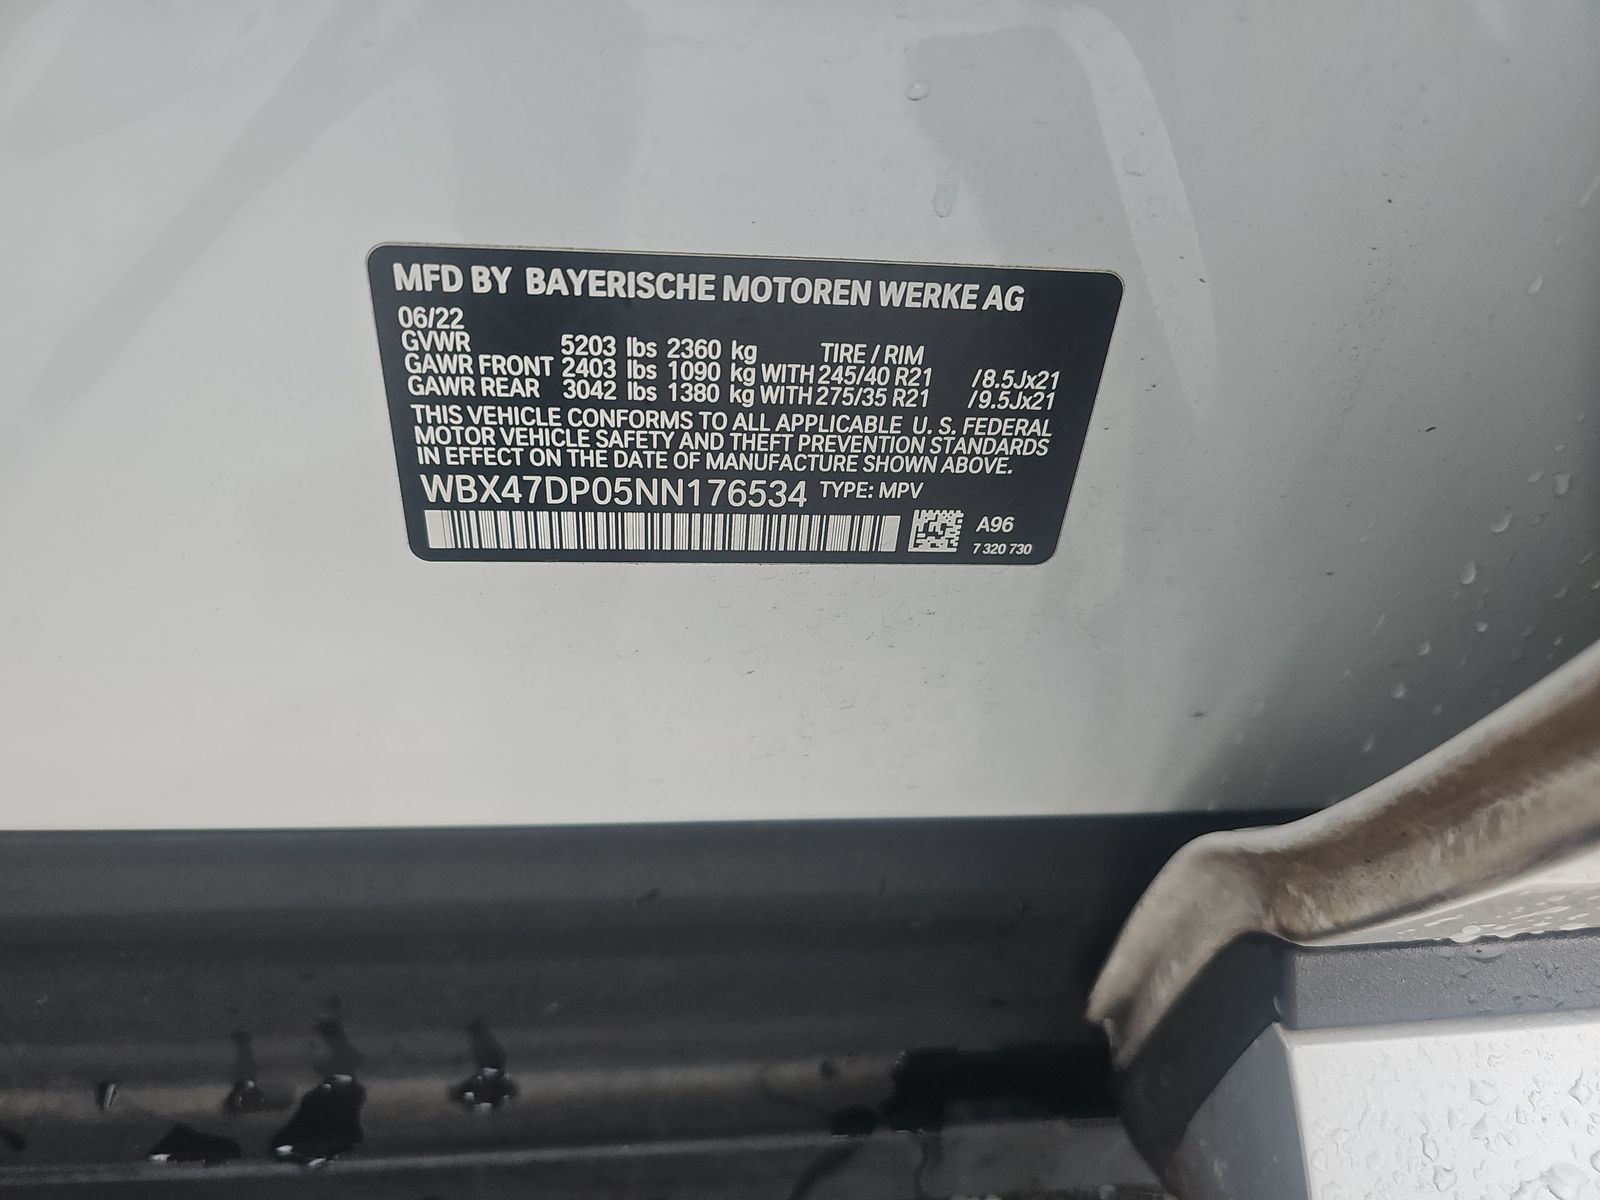 MFD BY BAYERISCHE MOTOREN WERKE AG
06/22
GVWR 5203 lbs 2360 kg TIRE / RIM
GAWR FRONT 2403 lbs 1090 kg WITH 245/40 R21 /8.5Jx21
GAWR REAR 3042 lbs 1380 kg WITH 275/35 R21 /9.5Jx21
THIS VEHICLE CONFORMS TO ALL APPLICABLE U. S. FEDERAL
MOTOR VEHICLE SAFETY AND THEFT PREVENTION STANDARDS
IN EFFECT ON THE DATE OF MANUFACTURE SHOWN ABOVE.
WBX47DP05NN176534 TYPE: MPV
A96
7 320 730